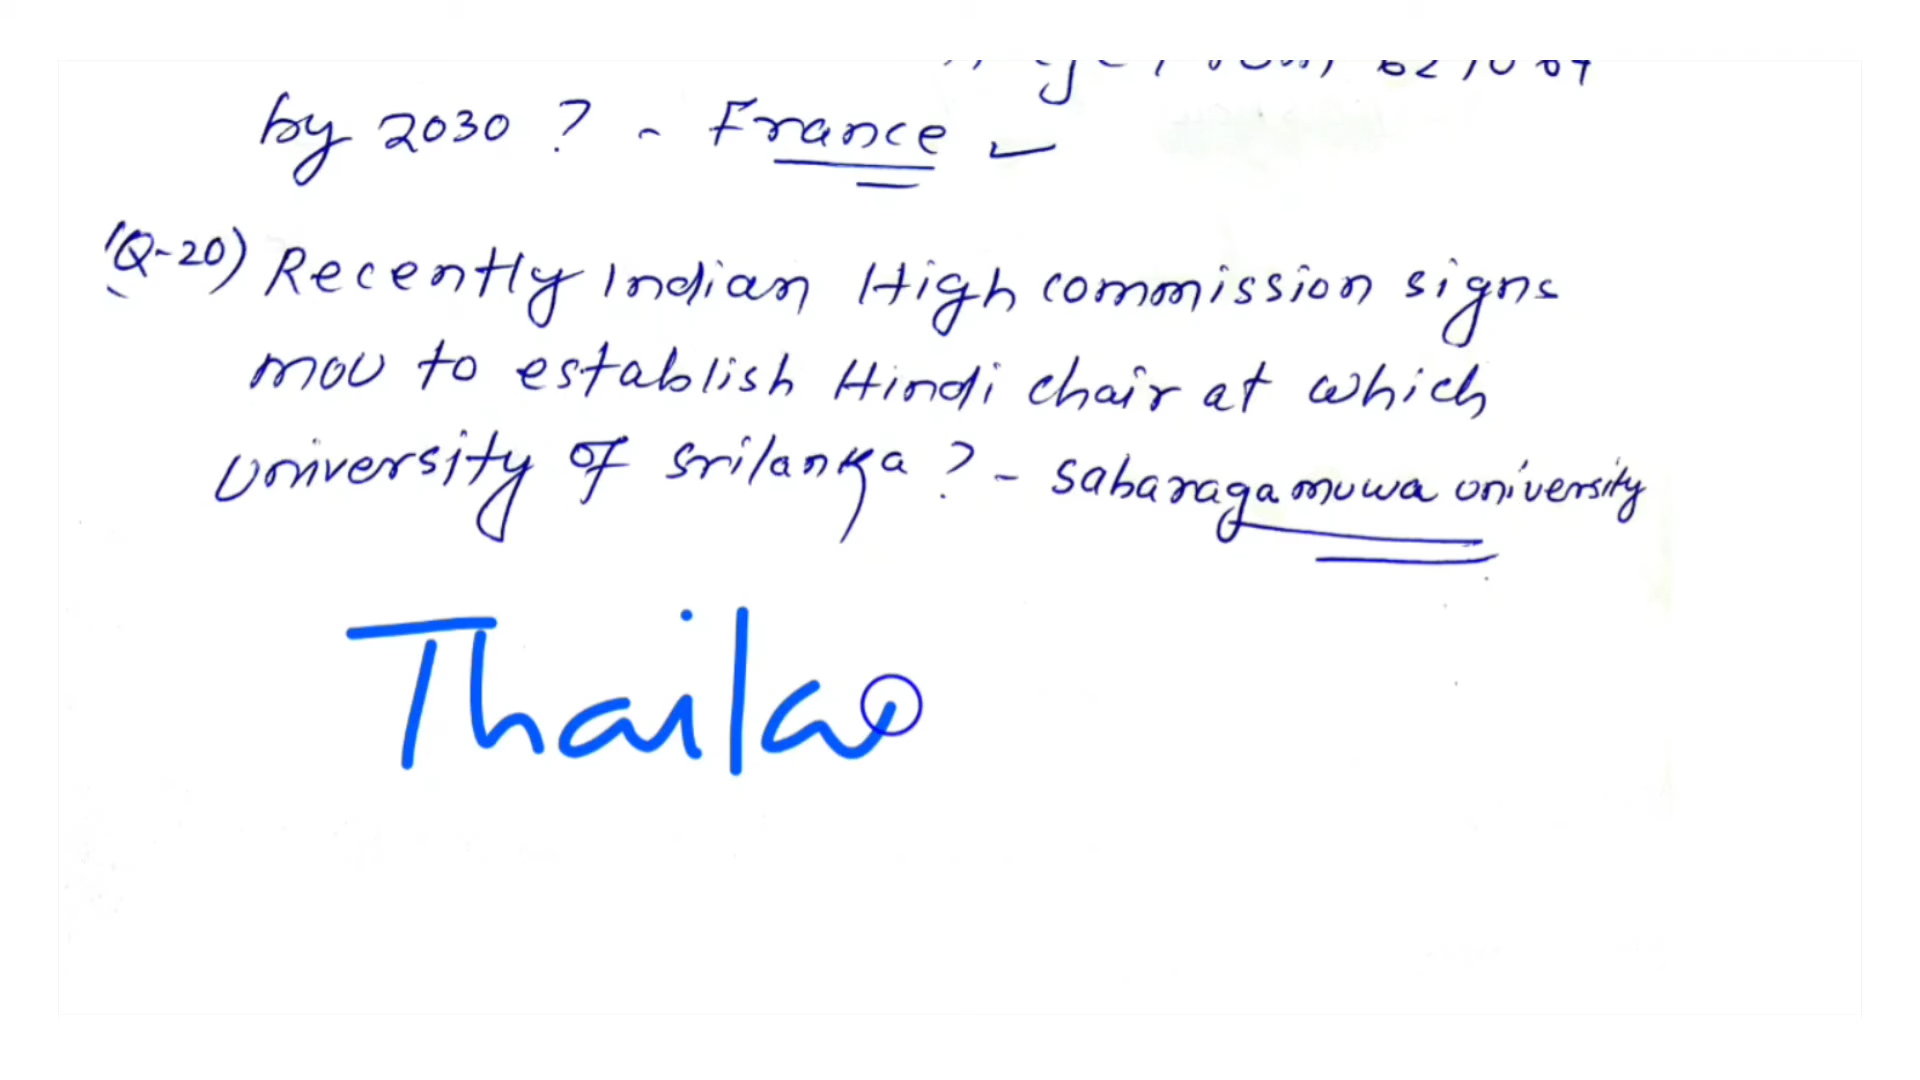 by 2030 ? - France
(Q-20) Recently Indian High commission signs
mou to establish Hindi chair at which
university of srilanka ? - sabaragamuwa university
Thaila